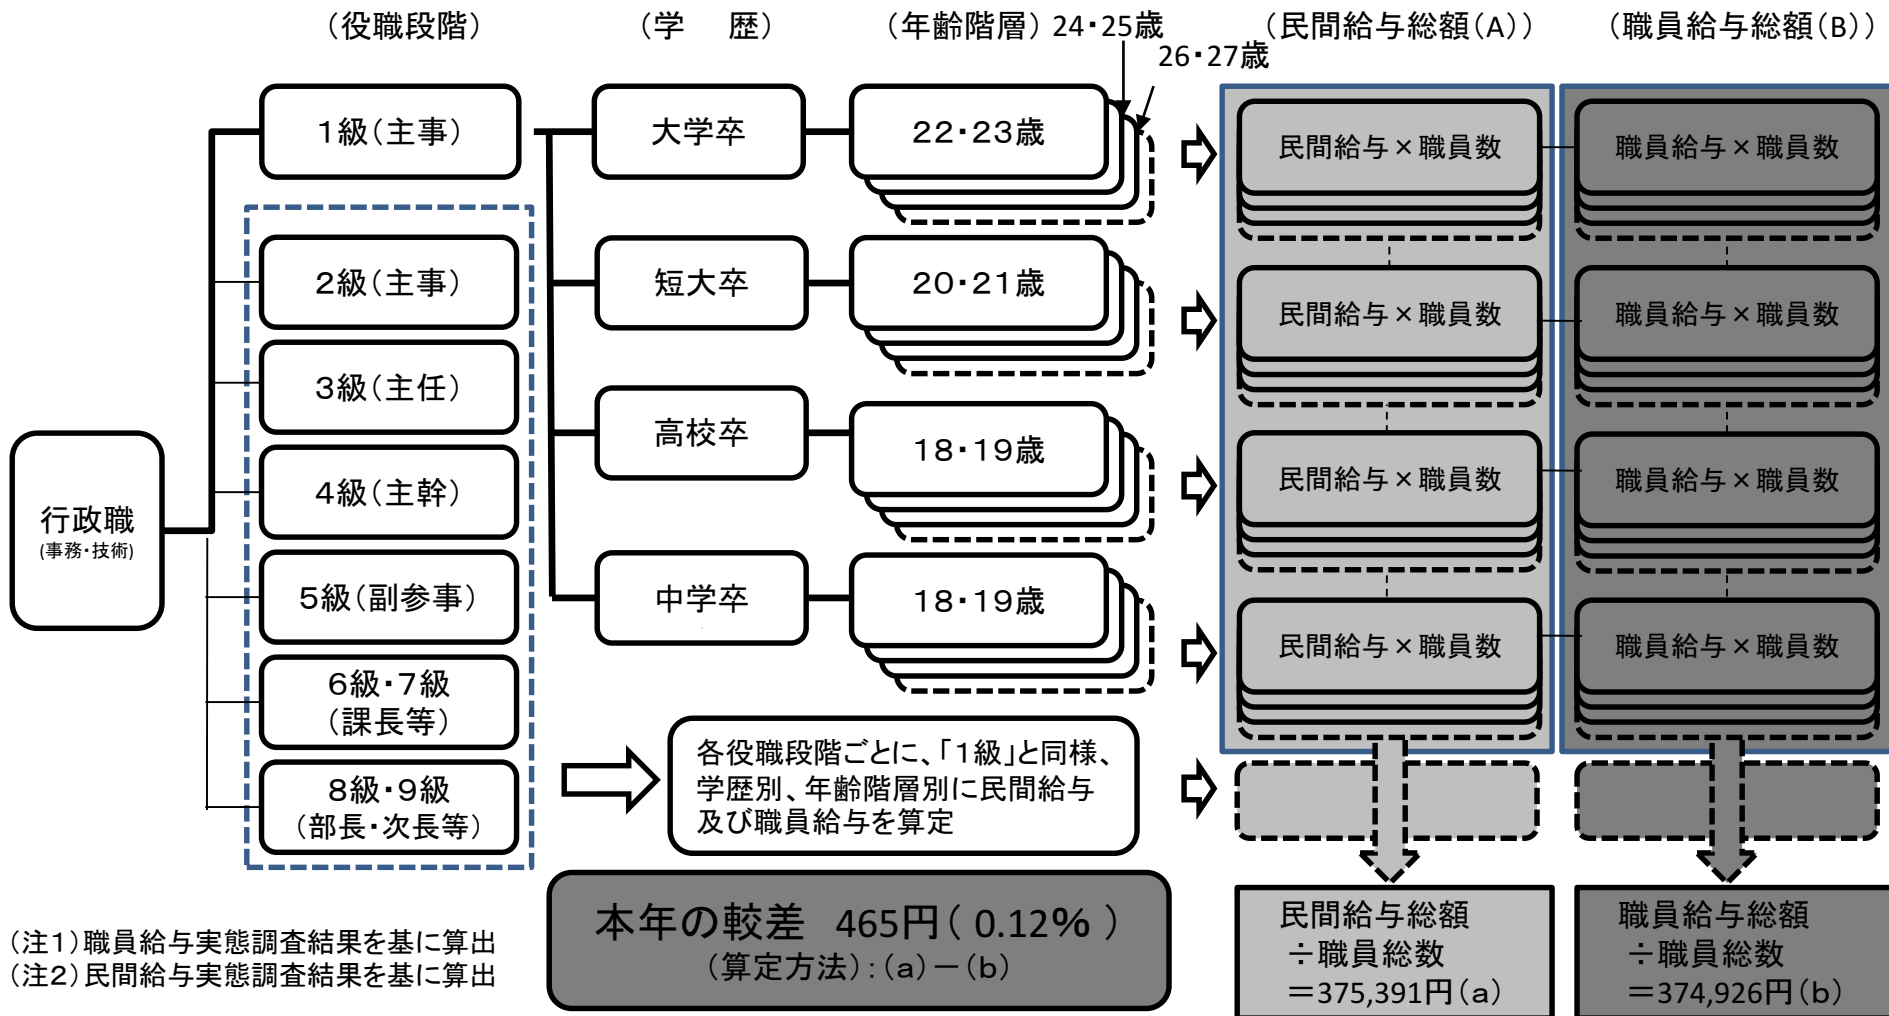 （役職段階）
（学　歴）
（年齢階層）
24・25歳
26・27歳
（民間給与総額(A)）
（職員給与総額(B)）
行政職
(事務・技術)
1級（主事）
2級（主事）
3級（主任）
4級（主幹）
5級（副参事）
6級・7級
（課長等）
8級・9級
（部長・次長等）
大学卒
22・23歳
民間給与×職員数
職員給与×職員数
短大卒
20・21歳
民間給与×職員数
職員給与×職員数
高校卒
18・19歳
民間給与×職員数
職員給与×職員数
中学卒
18・19歳
民間給与×職員数
職員給与×職員数
各役職段階ごとに、「1級」と同様、
学歴別、年齢階層別に民間給与
及び職員給与を算定
本年の較差 465円（ 0.12% ）
（算定方法）：（a）－（b）
民間給与総額
÷職員総数
＝375,391円（a）
職員給与総額
÷職員総数
＝374,926円（b）
（注1）職員給与実態調査結果を基に算出
（注2）民間給与実態調査結果を基に算出